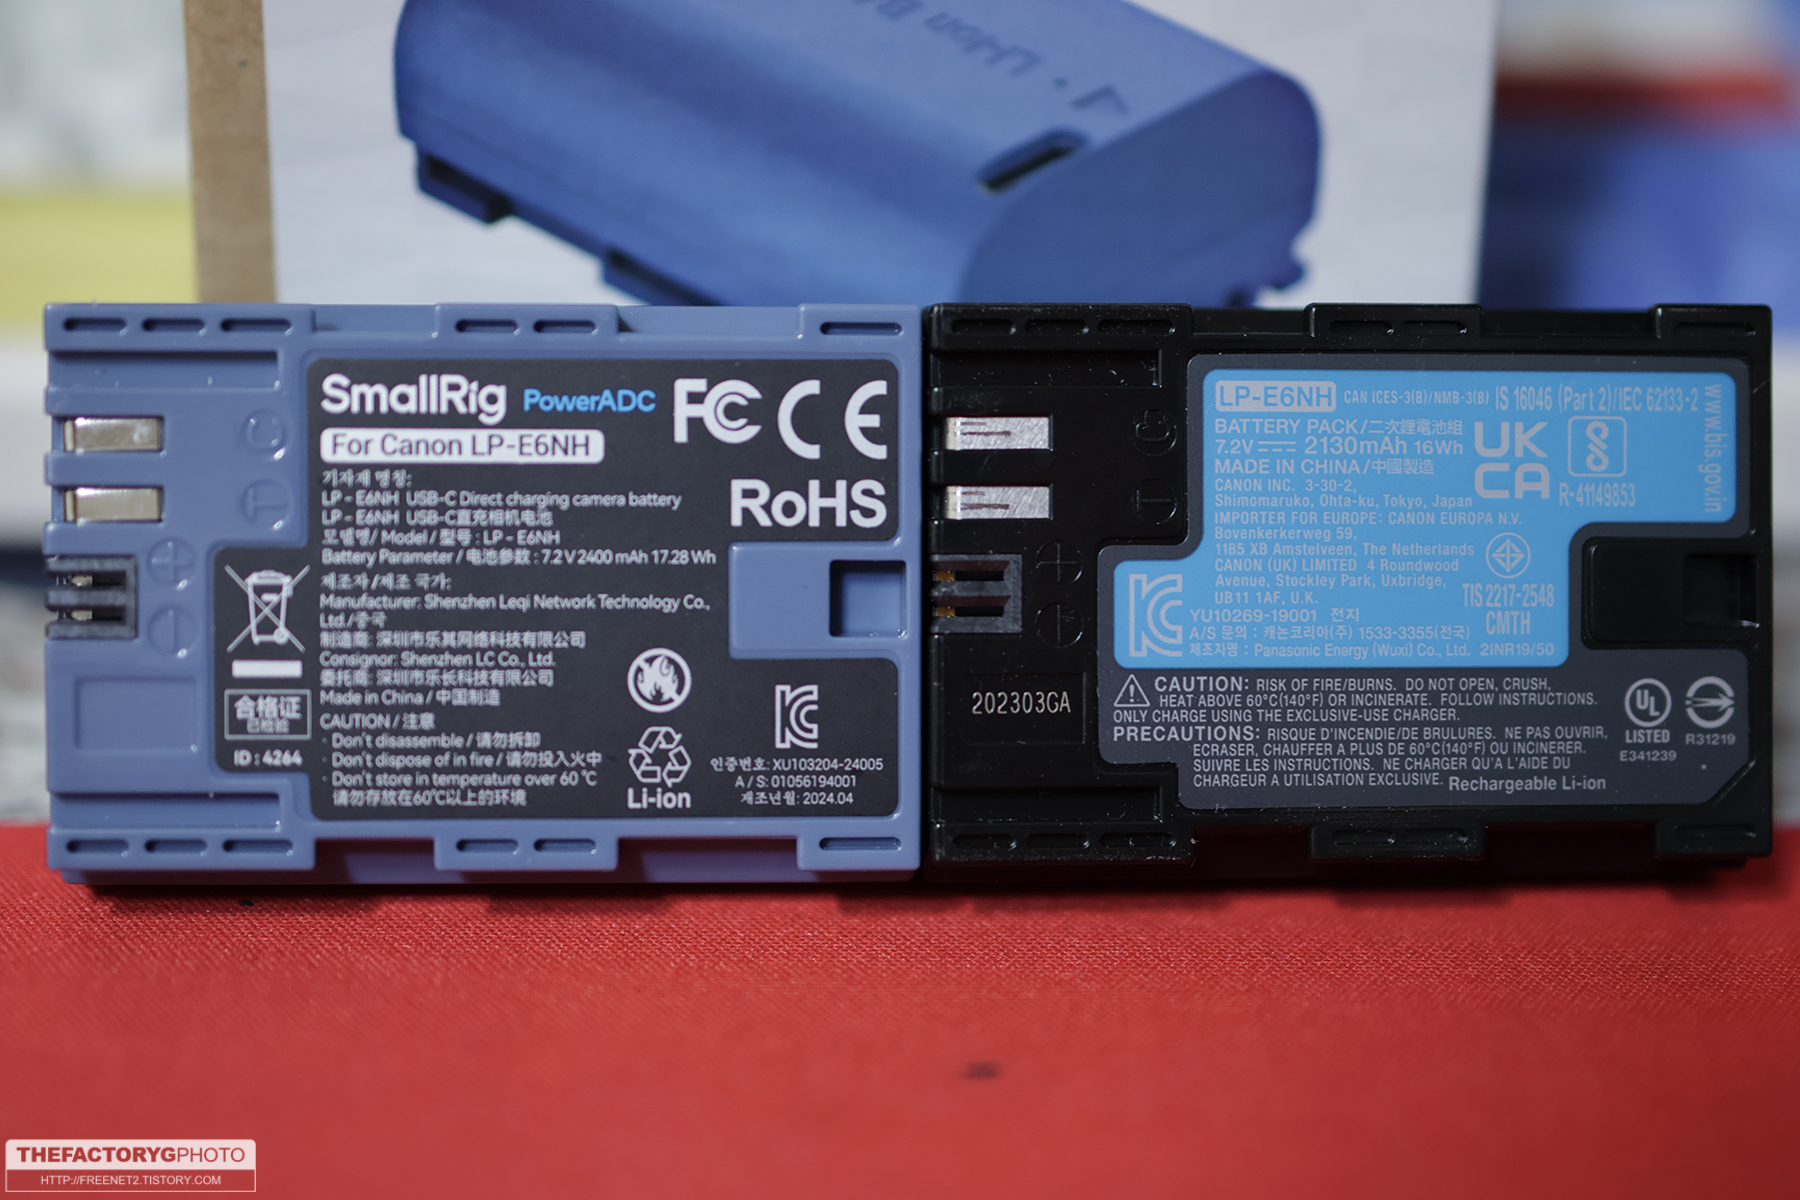 Li-ion
SmallRig PowerADC
FC CE
For Canon LP-E6NH
RoHS
기자재 명칭:
LP - E6NH USB-C Direct charging camera battery
LP - E6NH USB-C直充相机电池
모델명/ Model / 型号 : LP - E6NH
Battery Parameter / 电池参数 : 7.2 V 2400 mAh 17.28 Wh
제조자 /제조 국가:
Manufacturer: Shenzhen Leqi Network Technology Co.,
Ltd./중국
制造商: 深圳市乐其网络科技有限公司
Consignor: Shenzhen LC Co., Ltd.
委托商: 深圳市乐长科技有限公司
Made in China / 中国制造
CAUTION / 注意
· Don't disassemble / 请勿拆卸
· Don't dispose of in fire / 请勿投入火中
· Don't store in temperature over 60 °C
请勿存放在60℃以上的环境
合格证
已检验
ID : 4264
Li-ion
KC
인증번호: XU103204-24005
A / S: 01056194001
제조년월: 2024.04
C
T
+
-
C
T
+
-
202303GA
LP-E6NH CAN ICES-3(B)/NMB-3(B) IS 16046 (Part 2)/IEC 62133-2
www.bis.gov.in
BATTERY PACK/二次鋰電池組
7.2V 2130mAh 16Wh
MADE IN CHINA/中國製造
CANON INC. 3-30-2,
Shimomaruko, Ohta-ku, Tokyo, Japan
IMPORTER FOR EUROPE: CANON EUROPA N.V.
Bovenkerkerweg 59,
1185 XB Amstelveen, The Netherlands
CANON (UK) LIMITED 4 Roundwood
Avenue, Stockley Park, Uxbridge,
UB11 1AF, U.K.
UK
CA
R-41149853
TIS 2217-2548
CMTH
KC
YU10269-19001 전지
A/S 문의 : 캐논코리아(주) 1533-3355(전국)
제조자명 : Panasonic Energy (Wuxi) Co., Ltd. 2INR19/50
CAUTION: RISK OF FIRE/BURNS. DO NOT OPEN, CRUSH,
HEAT ABOVE 60°C(140°F) OR INCINERATE. FOLLOW INSTRUCTIONS.
ONLY CHARGE USING THE EXCLUSIVE-USE CHARGER.
PRECAUTIONS: RISQUE D'INCENDIE/DE BRULURES. NE PAS OUVRIR,
ECRASER, CHAUFFER A PLUS DE 60°C(140°F) OU INCINERER.
SUIVRE LES INSTRUCTIONS. NE CHARGER QU'A L'AIDE DU
CHARGEUR A UTILISATION EXCLUSIVE. Rechargeable Li-ion
UL
LISTED
E341239
R31219
THEFACTORYGPHOTO
HTTP://FREENET2.TISTORY.COM